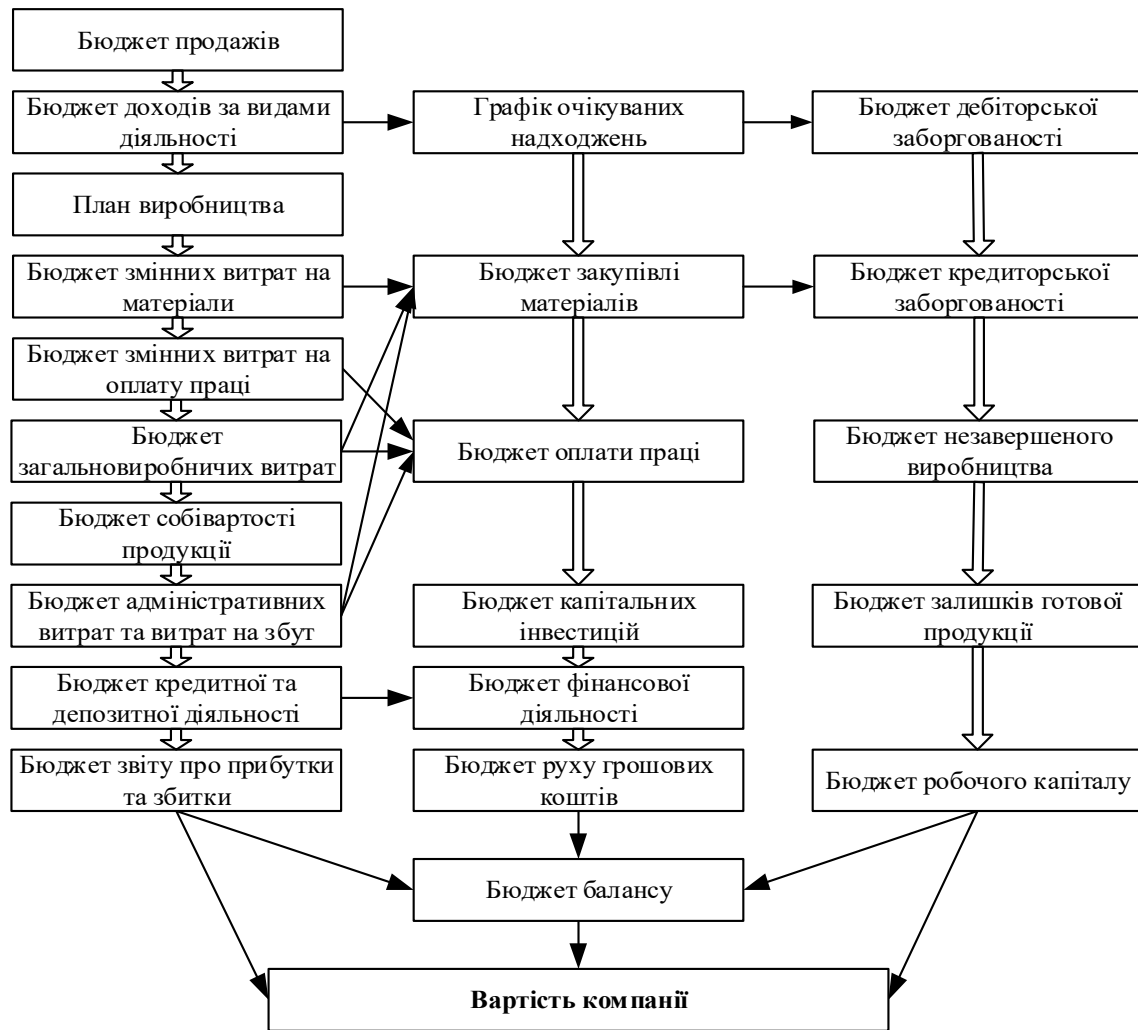 Бюджет продажів
Бюджет доходів за видами
діяльності
Графік очікуваних
надходжень
Бюджет дебіторської
заборгованості
План виробництва
Бюджет змінних витрат на
матеріали
Бюджет закупівлі
матеріалів
Бюджет кредиторської
заборгованості
Бюджет змінних витрат на
оплату праці
Бюджет
загальновиробничих витрат
Бюджет оплати праці
Бюджет незавершеного
виробництва
Бюджет собівартості
продукції
Бюджет адміністративних
витрат та витрат на збут
Бюджет капітальних
інвестицій
Бюджет залишків готової
продукції
Бюджет кредитної та
депозитної діяльності
Бюджет фінансової
діяльності
Бюджет звіту про прибутки
та збитки
Бюджет руху грошових
коштів
Бюджет робочого капіталу
Бюджет балансу
Вартість компанії